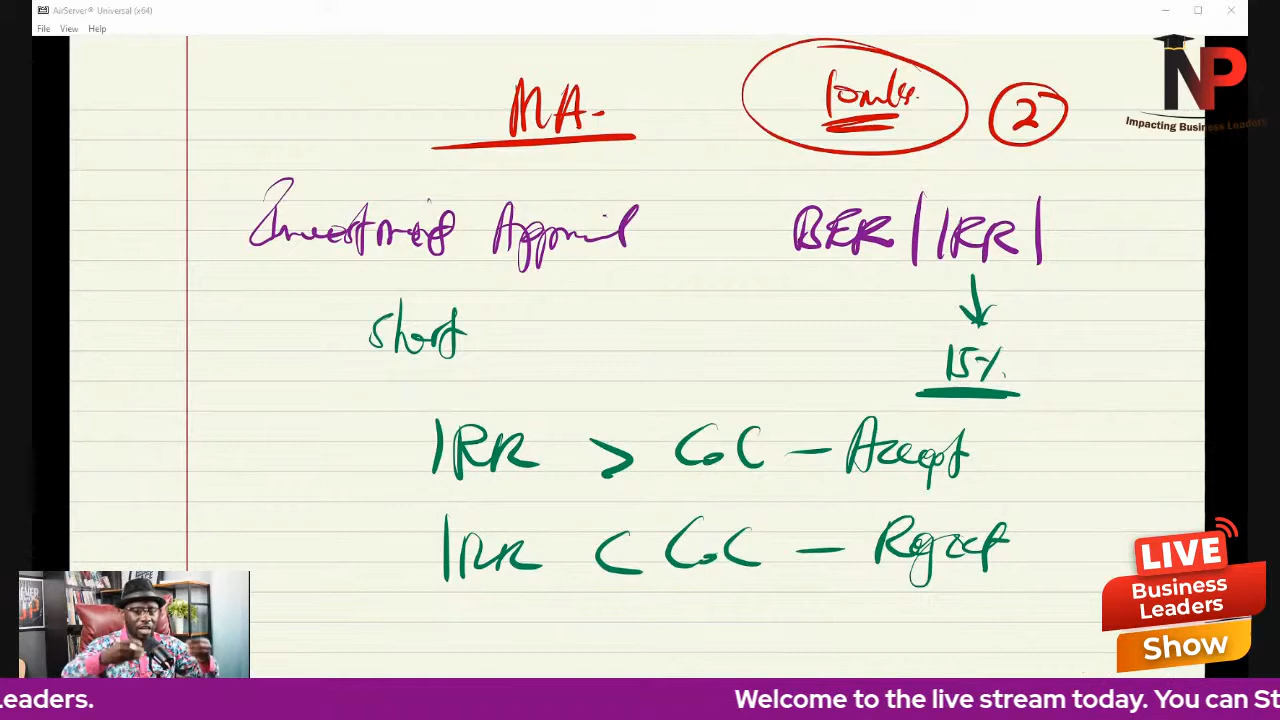 AirServer® Universal (x64)
File View Help
MA.
2
NP
Impacting Business Leaders
Investment Appraisal BER | IRR |
Short
15%
IRR > CoC - Accept
IRR < CoC - Reject
LIVE
Business
Leaders
Show
Leaders. Welcome to the live stream today. You can St